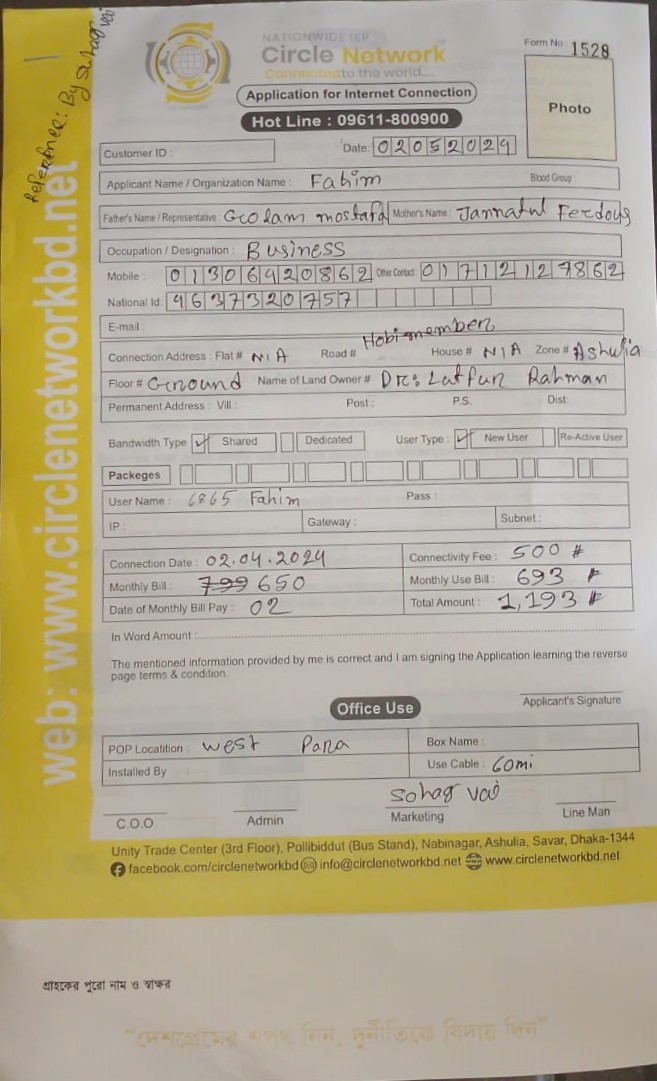 Reference: By Sohag vai
web: www.circlenetworkbd.net
NATIONWIDE ISP
Circle Network
Connected to the world....
Form No 1528
Application for Internet Connection
Hot Line : 09611-800900
Photo
Customer ID :
Date: 02052024
Applicant Name / Organization Name : Fahim Blood Group
Father's Name / Representative : Golam mostafa Mother's Name : Jannatul Ferdous
Occupation / Designation : Business
Mobile : 01306420862 Other Contact 01712127862
National Id: 4637320757
E-mail :
Connection Address : Flat # N/A Road # Hobi member House # N/A Zone # Ashulia
Floor # Ground Name of Land Owner # Dr: Latfur Rahman
Permanent Address : Vill : Post : P.S. Dist:
Bandwidth Type ✓ Shared Dedicated User Type : ✓ New User Re-Active User
Packeges
User Name : 6865 Fahim Pass :
IP : Gateway : Subnet :
Connection Date : 02.04.2024 Connectivity Fee : 500 #
Monthly Bill : 799 650 Monthly Use Bill : 693 #
Date of Monthly Bill Pay : 02 Total Amount : 1,193 #
In Word Amount :
The mentioned information provided by me is correct and I am signing the Application learning the reverse
page terms & condition.
Applicant's Signature
Office Use
POP Locatition : West Para Box Name :
Installed By : Use Cable : 60mi
Sohag vai
C.O.O Admin Marketing Line Man
Unity Trade Center (3rd Floor), Pollibiddut (Bus Stand), Nabinagar, Ashulia, Savar, Dhaka-1344
facebook.com/circlenetworkbd info@circlenetworkbd.net www.circlenetworkbd.net
গ্রাহকের পুরো নাম ও স্বাক্ষর
"দেশপ্রেমের শপথ নিন, দুর্নীতিকে বিদায় দিন"